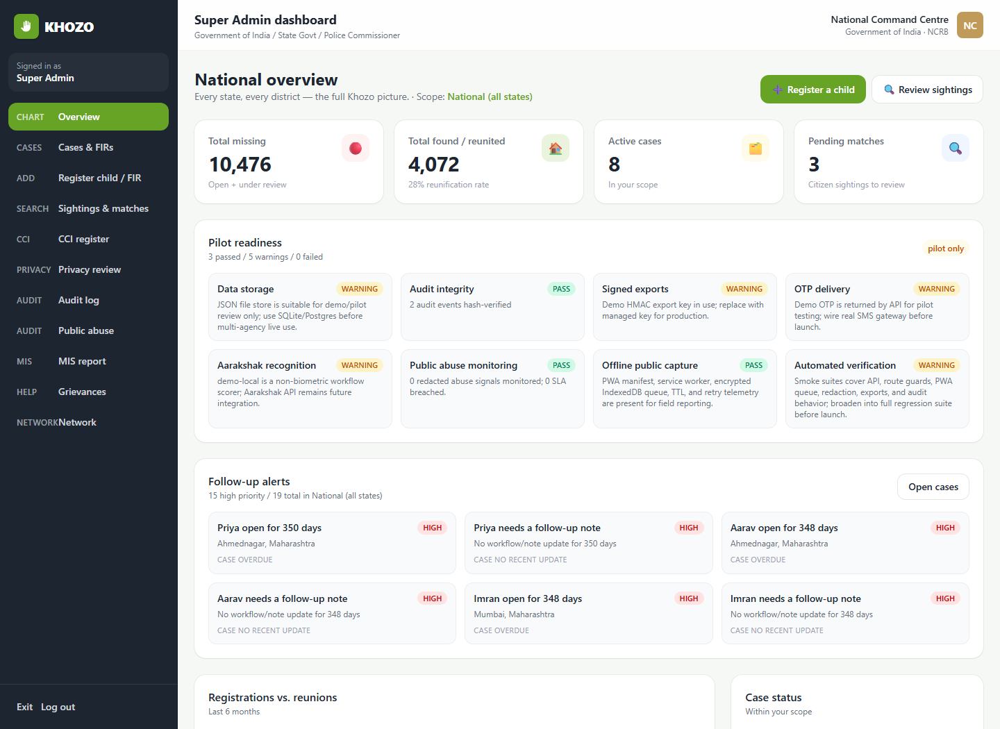 KHOZO
Signed in as
Super Admin
CHART Overview
CASES Cases & FIRs
ADD Register child / FIR
SEARCH Sightings & matches
CCI CCI register
PRIVACY Privacy review
AUDIT Audit log
AUDIT Public abuse
MIS MIS report
HELP Grievances
NETWORK Network
Exit Log out
Super Admin dashboard
Government of India / State Govt / Police Commissioner
National Command Centre
Government of India · NCRB
NC
National overview
Every state, every district — the full Khozo picture. · Scope: National (all states)
Register a child
Review sightings
Total missing
10,476
Open + under review
Total found / reunited
4,072
28% reunification rate
Active cases
8
In your scope
Pending matches
3
Citizen sightings to review
Pilot readiness
3 passed / 5 warnings / 0 failed
pilot only
Data storage WARNING
JSON file store is suitable for demo/pilot
review only; use SQLite/Postgres before
multi-agency live use.
Audit integrity PASS
2 audit events hash-verified
Signed exports WARNING
Demo HMAC export key in use; replace with
managed key for production.
OTP delivery WARNING
Demo OTP is returned by API for pilot
testing; wire real SMS gateway before
launch.
Aarakshak recognition WARNING
demo-local is a non-biometric workflow
scorer; Aarakshak API remains future
integration.
Public abuse monitoring PASS
0 redacted abuse signals monitored; 0 SLA
breached.
Offline public capture PASS
PWA manifest, service worker, encrypted
IndexedDB queue, TTL, and retry telemetry
are present for field reporting.
Automated verification WARNING
Smoke suites cover API, route guards, PWA
queue, redaction, exports, and audit
behavior; broaden into full regression suite
before launch.
Follow-up alerts
15 high priority / 19 total in National (all states)
Open cases
Priya open for 350 days HIGH
Ahmednagar, Maharashtra
CASE OVERDUE
Priya needs a follow-up note HIGH
No workflow/note update for 350 days
CASE NO RECENT UPDATE
Aarav open for 348 days HIGH
Ahmednagar, Maharashtra
CASE OVERDUE
Aarav needs a follow-up note HIGH
No workflow/note update for 348 days
CASE NO RECENT UPDATE
Imran open for 348 days HIGH
Mumbai, Maharashtra
CASE OVERDUE
Imran needs a follow-up note HIGH
No workflow/note update for 348 days
CASE NO RECENT UPDATE
Registrations vs. reunions
Last 6 months
Case status
Within your scope